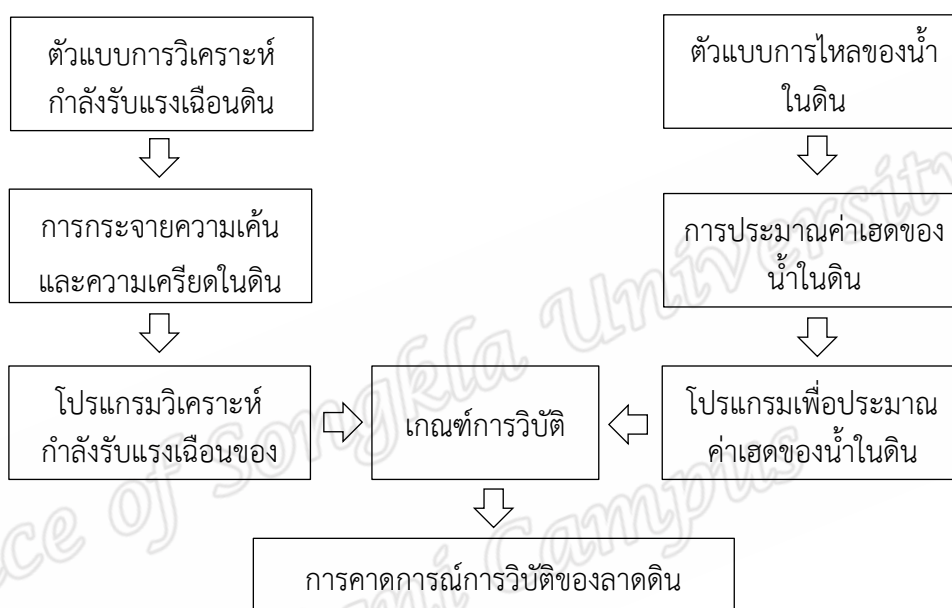 ตัวแบบการวิเคราะห์
กำลังรับแรงเฉือนดิน
ตัวแบบการไหลของน้ำ
ในดิน
การกระจายความเค้น
และความเครียดในดิน
การประมาณค่าเฮดของ
น้ำในดิน
โปรแกรมวิเคราะห์
กำลังรับแรงเฉือนของ
เกณฑ์การวิบัติ
โปรแกรมเพื่อประมาณ
ค่าเฮดของน้ำในดิน
การคาดการณ์การวิบัติของลาดดิน
ce of Songkla University
ni Campus